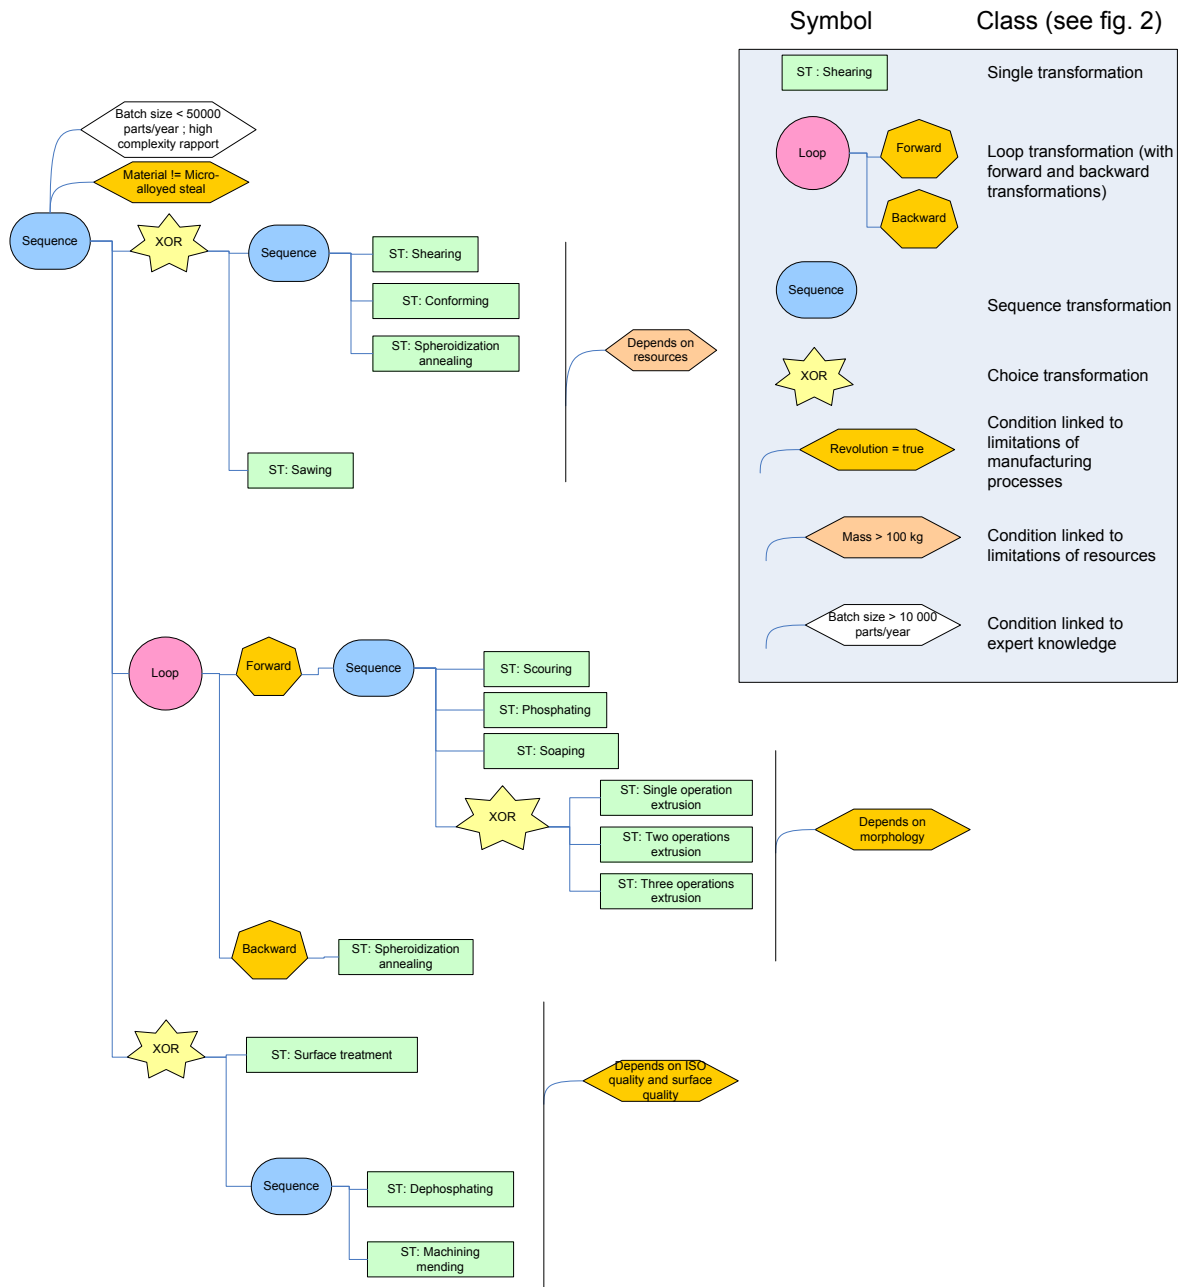 Symbol
Class (see fig. 2)
ST : Shearing
Single transformation
Loop
Forward
Backward
Loop transformation (with
forward and backward
transformations)
Sequence
Sequence transformation
XOR
Choice transformation
Revolution = true
Condition linked to
limitations of
manufacturing
processes
Mass > 100 kg
Condition linked to
limitations of resources
Batch size > 10 000
parts/year
Condition linked to
expert knowledge
Batch size < 50000
parts/year ; high
complexity rapport
Material != Micro-
alloyed steal
Sequence
XOR
Sequence
ST: Shearing
ST: Conforming
ST: Spheroidization
annealing
Depends on
resources
ST: Sawing
Loop
Forward
Sequence
ST: Scouring
ST: Phosphating
ST: Soaping
XOR
ST: Single operation
extrusion
ST: Two operations
extrusion
ST: Three operations
extrusion
Depends on
morphology
Backward
ST: Spheroidization
annealing
XOR
ST: Surface treatment
Depends on ISO
quality and surface
quality
Sequence
ST: Dephosphating
ST: Machining
mending